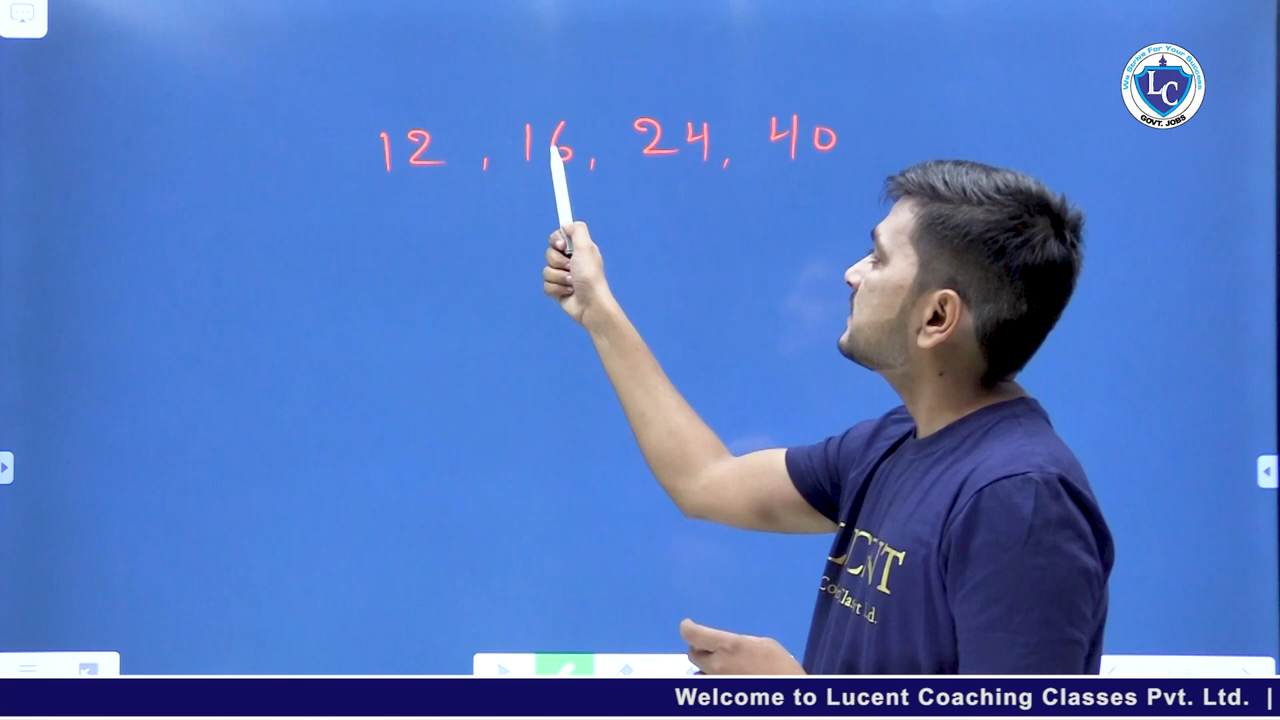 We Strive For Your Success
LC
GOVT. JOBS
12 , 16, 24, 40
LUCENT
Welcome to Lucent Coaching Classes Pvt. Ltd. |